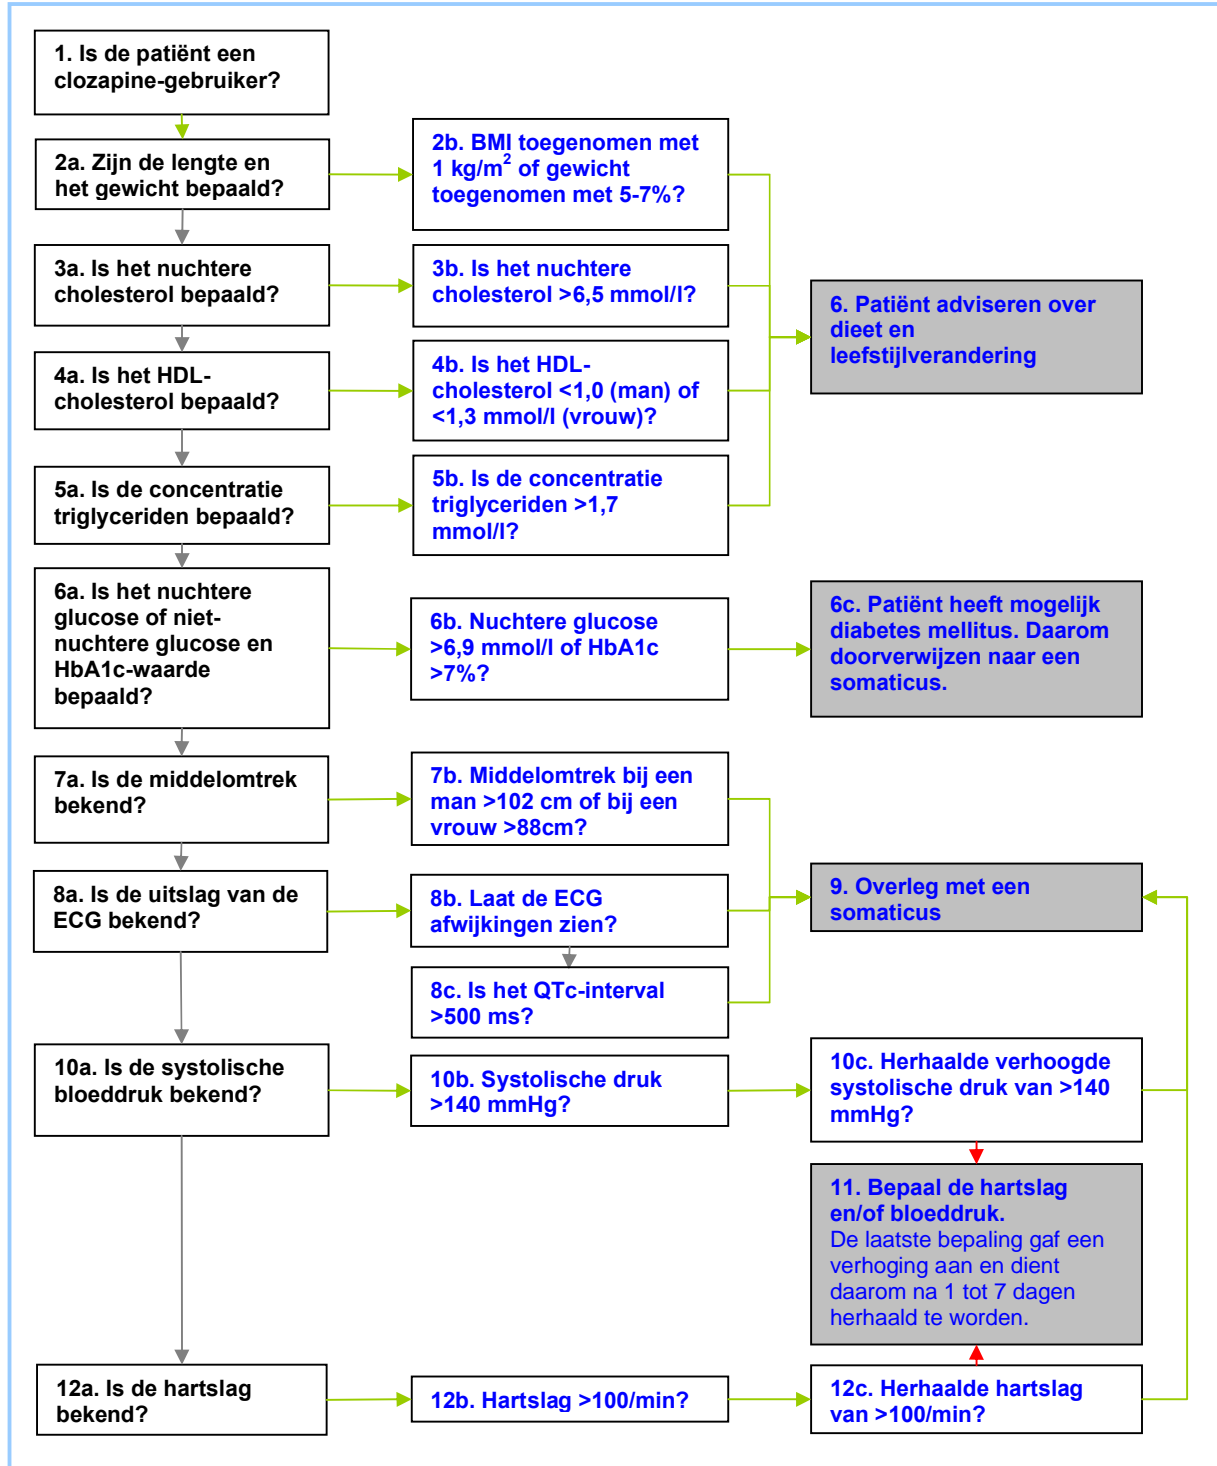 1. Is de patiënt een
clozapine-gebruiker?
2a. Zijn de lengte en
het gewicht bepaald?
2b. BMI toegenomen met
1 kg/m² of gewicht
toegenomen met 5-7%?
3a. Is het nuchtere
cholesterol bepaald?
3b. Is het nuchtere
cholesterol >6,5 mmol/l?
4a. Is het HDL-
cholesterol bepaald?
4b. Is het HDL-
cholesterol <1,0 (man) of
<1,3 mmol/l (vrouw)?
5a. Is de concentratie
triglyceriden bepaald?
5b. Is de concentratie
triglyceriden >1,7
mmol/l?
6. Patiënt adviseren over
dieet en
leefstijlverandering
6a. Is het nuchtere
glucose of niet-
nuchtere glucose en
HbA1c-waarde
bepaald?
6b. Nuchtere glucose
>6,9 mmol/l of HbA1c
>7%?
6c. Patiënt heeft mogelijk
diabetes mellitus. Daarom
doorverwijzen naar een
somaticus.
7a. Is de middelomtrek
bekend?
7b. Middelomtrek bij een
man >102 cm of bij een
vrouw >88cm?
8a. Is de uitslag van de
ECG bekend?
8b. Laat de ECG
afwijkingen zien?
8c. Is het QTc-interval
>500 ms?
9. Overleg met een
somaticus
10a. Is de systolische
bloeddruk bekend?
10b. Systolische druk
>140 mmHg?
10c. Herhaalde verhoogde
systolische druk van >140
mmHg?
11. Bepaal de hartslag
en/of bloeddruk.
De laatste bepaling gaf een
verhoging aan en dient
daarom na 1 tot 7 dagen
herhaald te worden.
12a. Is de hartslag
bekend?
12b. Hartslag >100/min?
12c. Herhaalde hartslag
van >100/min?